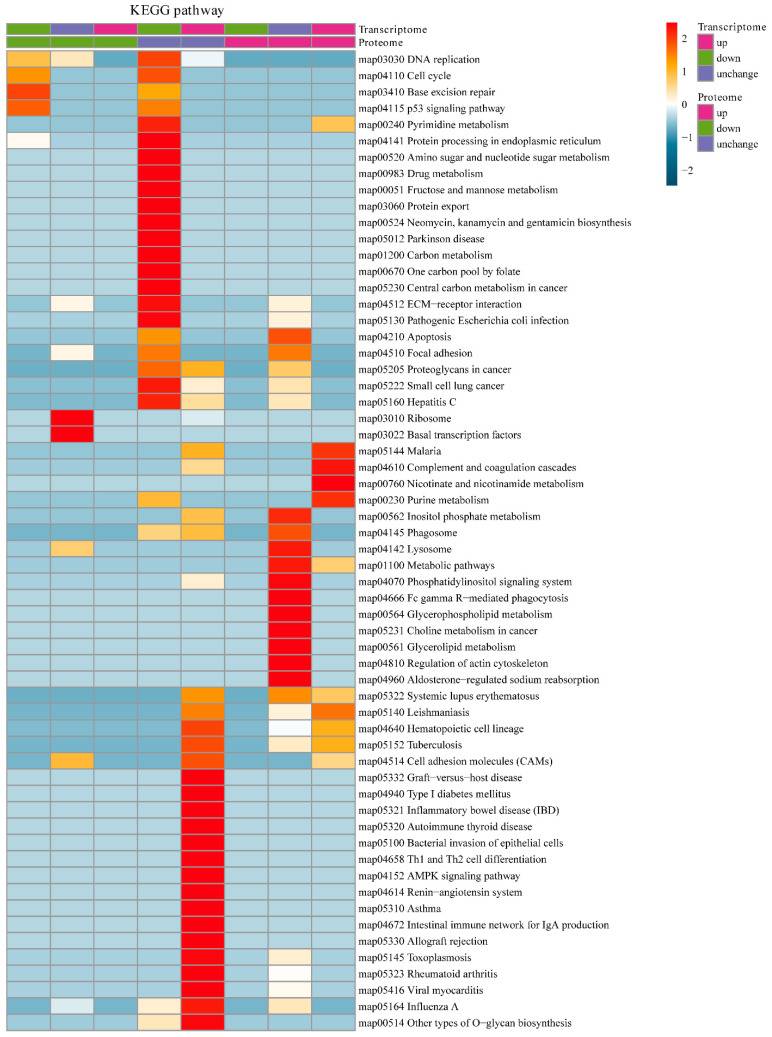 KEGG pathway
Transcriptome
Proteome
map03030 DNA replication
map04110 Cell cycle
map03410 Base excision repair
map04115 p53 signaling pathway
map00240 Pyrimidine metabolism
map04141 Protein processing in endoplasmic reticulum
map00520 Amino sugar and nucleotide sugar metabolism
map00983 Drug metabolism
map00051 Fructose and mannose metabolism
map03060 Protein export
map00524 Neomycin, kanamycin and gentamicin biosynthesis
map05012 Parkinson disease
map01200 Carbon metabolism
map00670 One carbon pool by folate
map05230 Central carbon metabolism in cancer
map04512 ECM−receptor interaction
map05130 Pathogenic Escherichia coli infection
map04210 Apoptosis
map04510 Focal adhesion
map05205 Proteoglycans in cancer
map05222 Small cell lung cancer
map05160 Hepatitis C
map03010 Ribosome
map03022 Basal transcription factors
map05144 Malaria
map04610 Complement and coagulation cascades
map00760 Nicotinate and nicotinamide metabolism
map00230 Purine metabolism
map00562 Inositol phosphate metabolism
map04145 Phagosome
map04142 Lysosome
map01100 Metabolic pathways
map04070 Phosphatidylinositol signaling system
map04666 Fc gamma R−mediated phagocytosis
map00564 Glycerophospholipid metabolism
map05231 Choline metabolism in cancer
map00561 Glycerolipid metabolism
map04810 Regulation of actin cytoskeleton
map04960 Aldosterone−regulated sodium reabsorption
map05322 Systemic lupus erythematosus
map05140 Leishmaniasis
map04640 Hematopoietic cell lineage
map05152 Tuberculosis
map04514 Cell adhesion molecules (CAMs)
map05332 Graft−versus−host disease
map04940 Type I diabetes mellitus
map05321 Inflammatory bowel disease (IBD)
map05320 Autoimmune thyroid disease
map05100 Bacterial invasion of epithelial cells
map04658 Th1 and Th2 cell differentiation
map04152 AMPK signaling pathway
map04614 Renin−angiotensin system
map05310 Asthma
map04672 Intestinal immune network for IgA production
map05330 Allograft rejection
map05145 Toxoplasmosis
map05323 Rheumatoid arthritis
map05416 Viral myocarditis
map05164 Influenza A
map00514 Other types of O−glycan biosynthesis
2
1
0
−1
−2
Transcriptome
up
down
unchange
Proteome
up
down
unchange